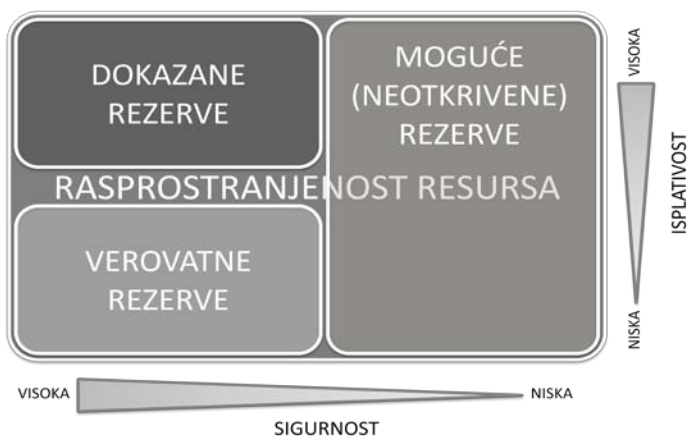 DOKAZANE
REZERVE
MOGUĆE
(NEOTKRIVENE)
REZERVE
RASPROSTRANJENOST RESURSA
VEROVATNE
REZERVE
VISOKA
ISPLATIVOST
NISKA
VISOKA
NISKA
SIGURNOST